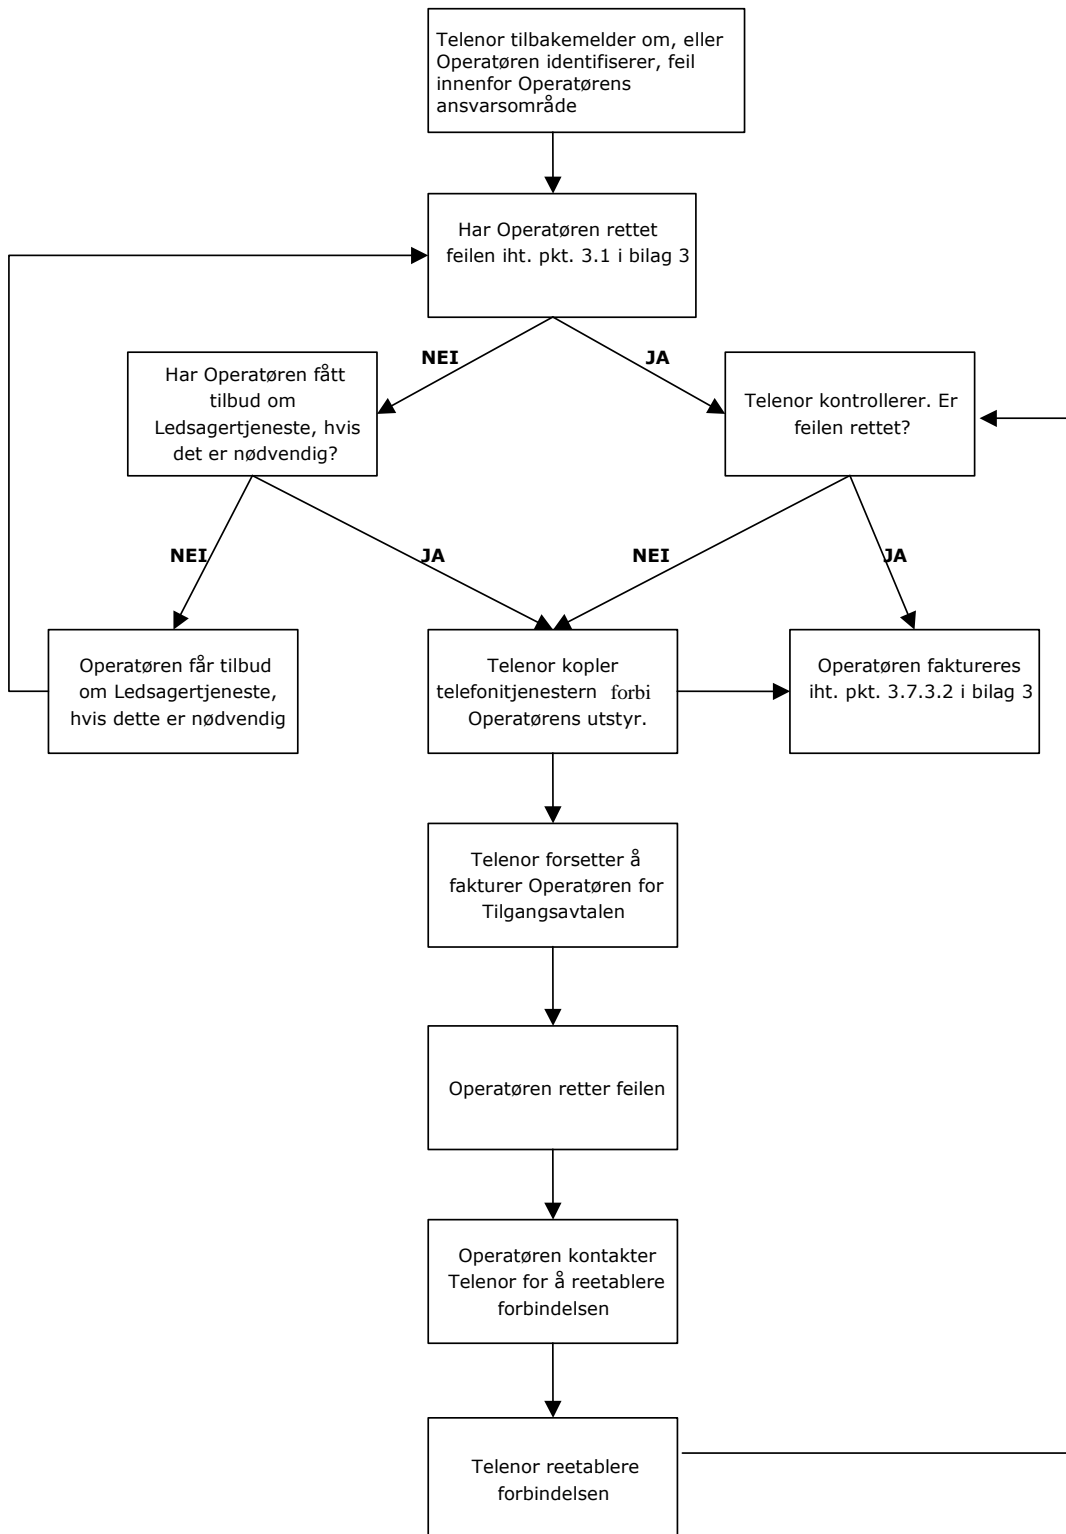 Telenor tilbakemelder om, eller
Operatøren identifiserer, feil
innenfor Operatørens
ansvarsområde
Har Operatøren rettet
feilen iht. pkt. 3.1 i bilag 3
NEI
JA
Har Operatøren fått
tilbud om
Ledsagertjeneste, hvis
det er nødvendig?
Telenor kontrollerer. Er
feilen rettet?
NEI
JA
NEI
JA
Operatøren får tilbud
om Ledsagertjeneste,
hvis dette er nødvendig
Telenor kopler
telefonitjenestern forbi
Operatørens utstyr.
Operatøren faktureres
iht. pkt. 3.7.3.2 i bilag 3
Telenor forsetter å
fakturer Operatøren for
Tilgangsavtalen
Operatøren retter feilen
Operatøren kontakter
Telenor for å reetablere
forbindelsen
Telenor reetablere
forbindelsen